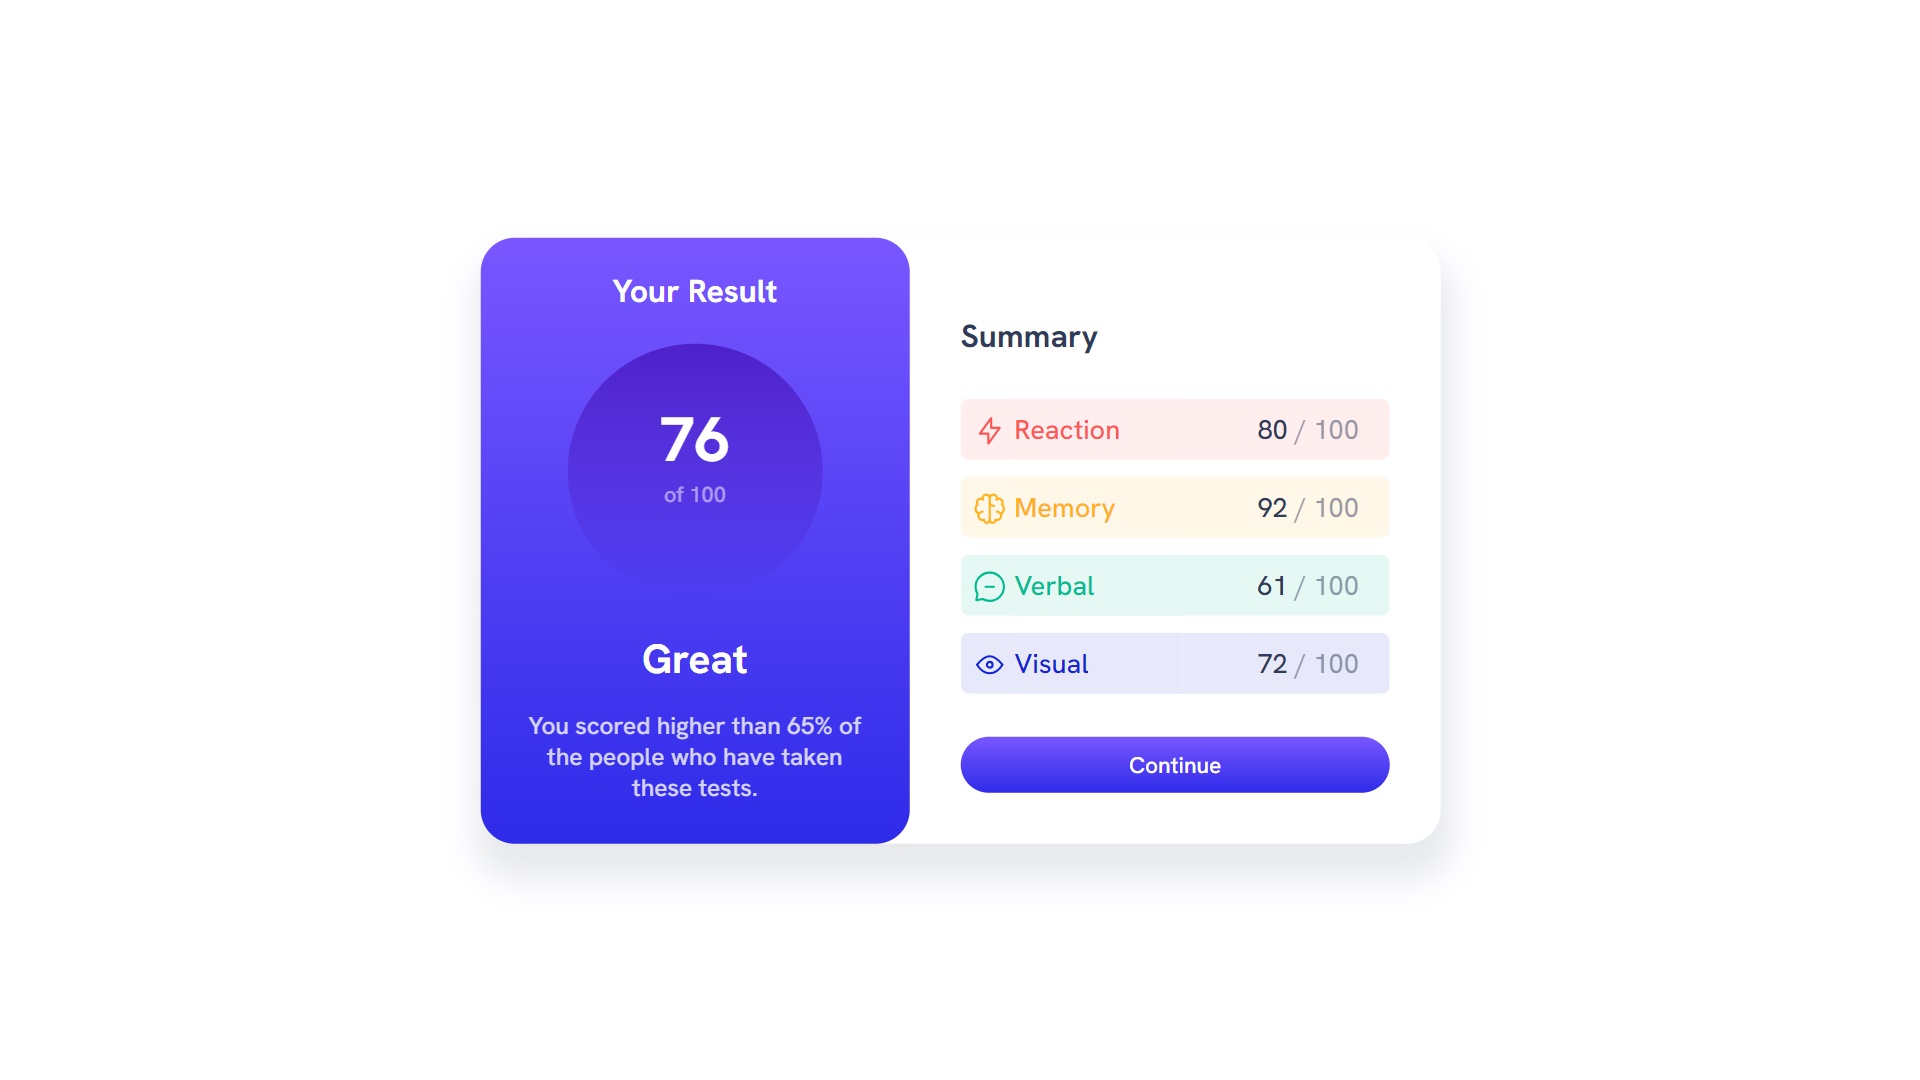 Your Result
76
of 100
Great
You scored higher than 65% of
the people who have taken
these tests.
Summary
Reaction 80 / 100
Memory 92 / 100
Verbal 61 / 100
Visual 72 / 100
Continue